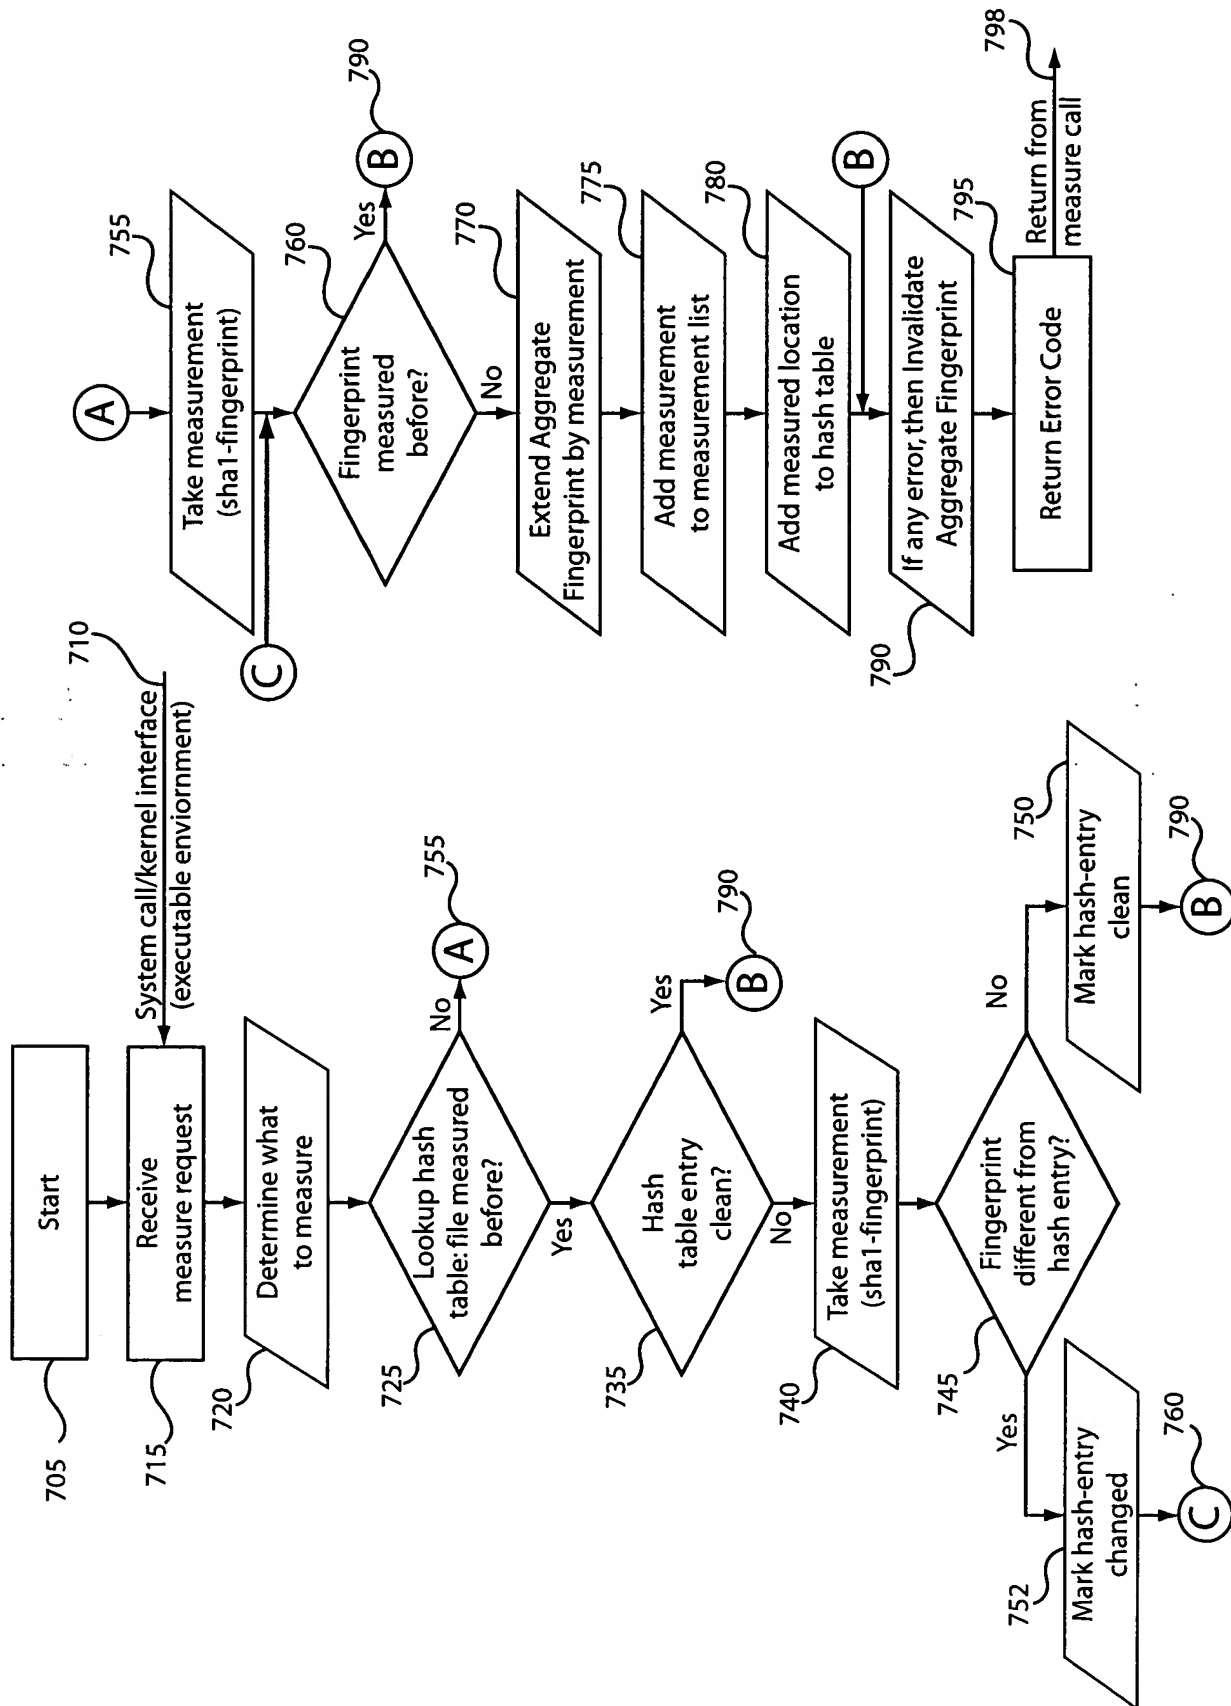 705
Start
710
System call/kernel interface
(executable enviornment)
715
Receive
measure request
720
Determine what
to measure
725
Lookup hash
table: file measured
before?
No
755
A
Yes
735
Hash
table entry
clean?
Yes
790
B
No
740
Take measurement
(sha1-fingerprint)
745
Fingerprint
different from
hash entry?
Yes
No
752
Mark hash-entry
changed
760
C
750
Mark hash-entry
clean
790
B
A
755
Take measurement
(sha1-fingerprint)
C
760
Fingerprint
measured
before?
Yes
790
B
No
770
Extend Aggregate
Fingerprint by measurement
775
Add measurement
to measurement list
780
Add measured location
to hash table
B
790
If any error, then Invalidate
Aggregate Fingerprint
795
Return Error Code
Return from
measure call
798